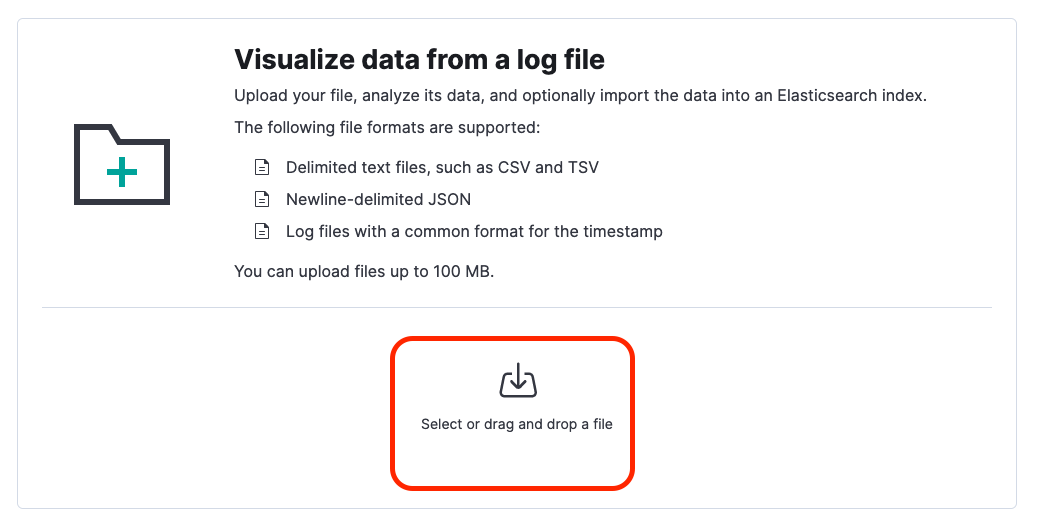 Visualize data from a log file
Upload your file, analyze its data, and optionally import the data into an Elasticsearch index.
The following file formats are supported:
Delimited text files, such as CSV and TSV
Newline-delimited JSON
Log files with a common format for the timestamp
You can upload files up to 100 MB.
Select or drag and drop a file